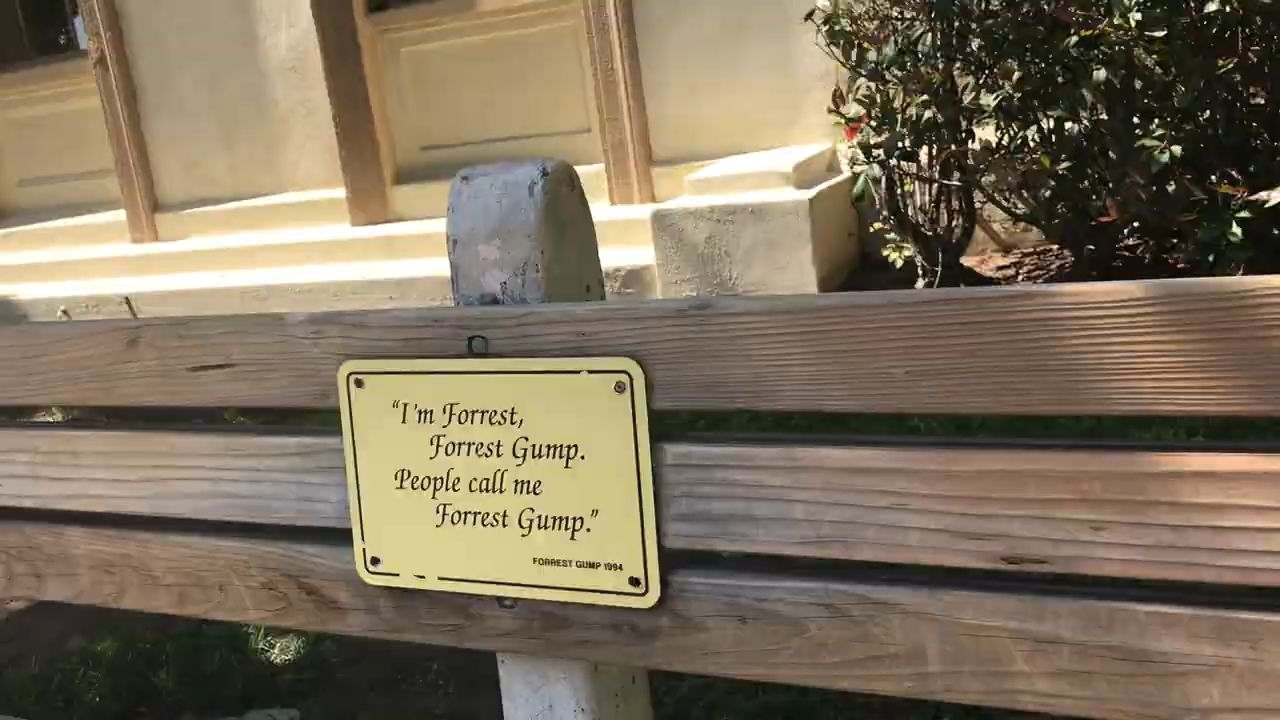 “I'm Forrest,
Forrest Gump.
People call me
Forrest Gump.”
FORREST GUMP 1994